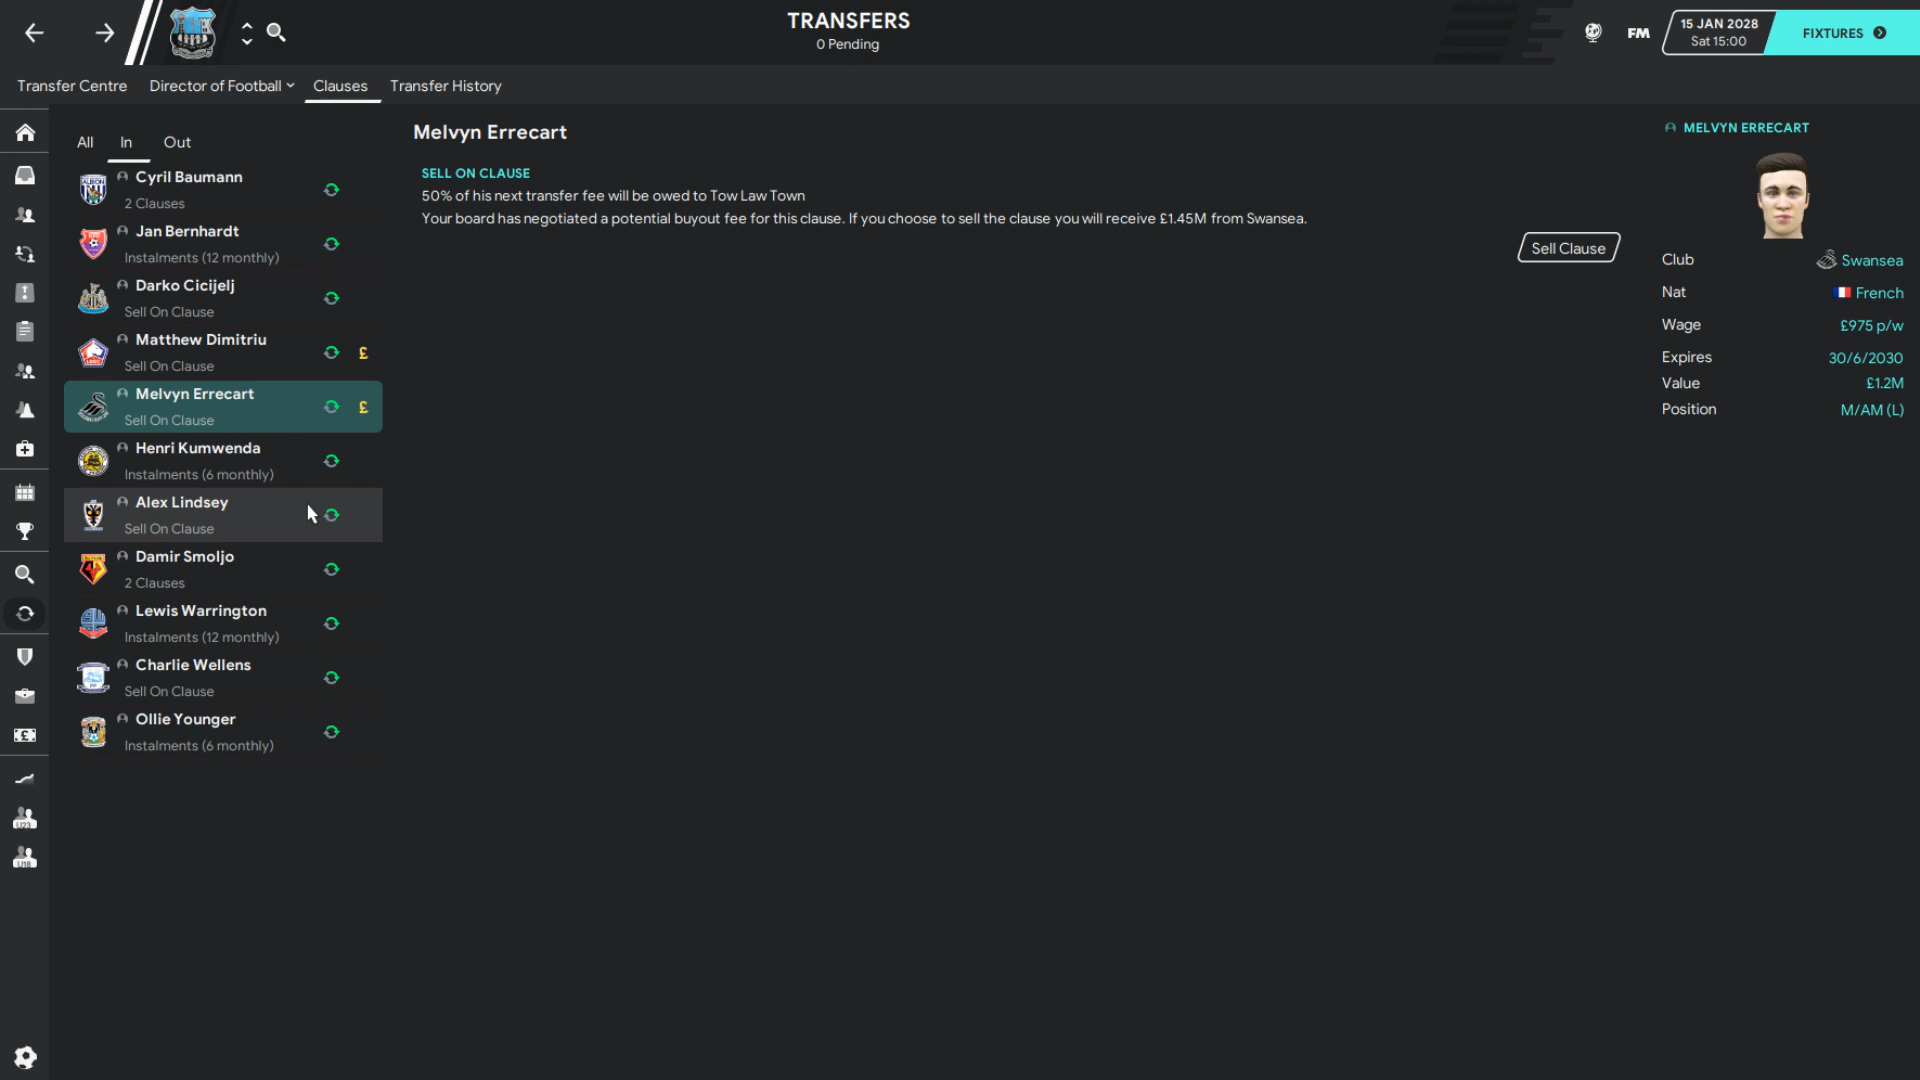 TRANSFERS
0 Pending
FM
15 JAN 2028
Sat 15:00
FIXTURES
Transfer Centre
Director of Football
Clauses
Transfer History
All
In
Out
Cyril Baumann
2 Clauses
Jan Bernhardt
Instalments (12 monthly)
Darko Cicijelj
Sell On Clause
Matthew Dimitriu
£
Sell On Clause
Melvyn Errecart
£
Sell On Clause
Henri Kumwenda
Instalments (6 monthly)
Alex Lindsey
Sell On Clause
Damir Smoljo
2 Clauses
Lewis Warrington
Instalments (12 monthly)
Charlie Wellens
Sell On Clause
Ollie Younger
Instalments (6 monthly)
U23
U18
Melvyn Errecart
SELL ON CLAUSE
50% of his next transfer fee will be owed to Tow Law Town
Your board has negotiated a potential buyout fee for this clause. If you choose to sell the clause you will receive £1.45M from Swansea.
Sell Clause
MELVYN ERRECART
Club Swansea
Nat French
Wage £975 p/w
Expires 30/6/2030
Value £1.2M
Position M/AM (L)